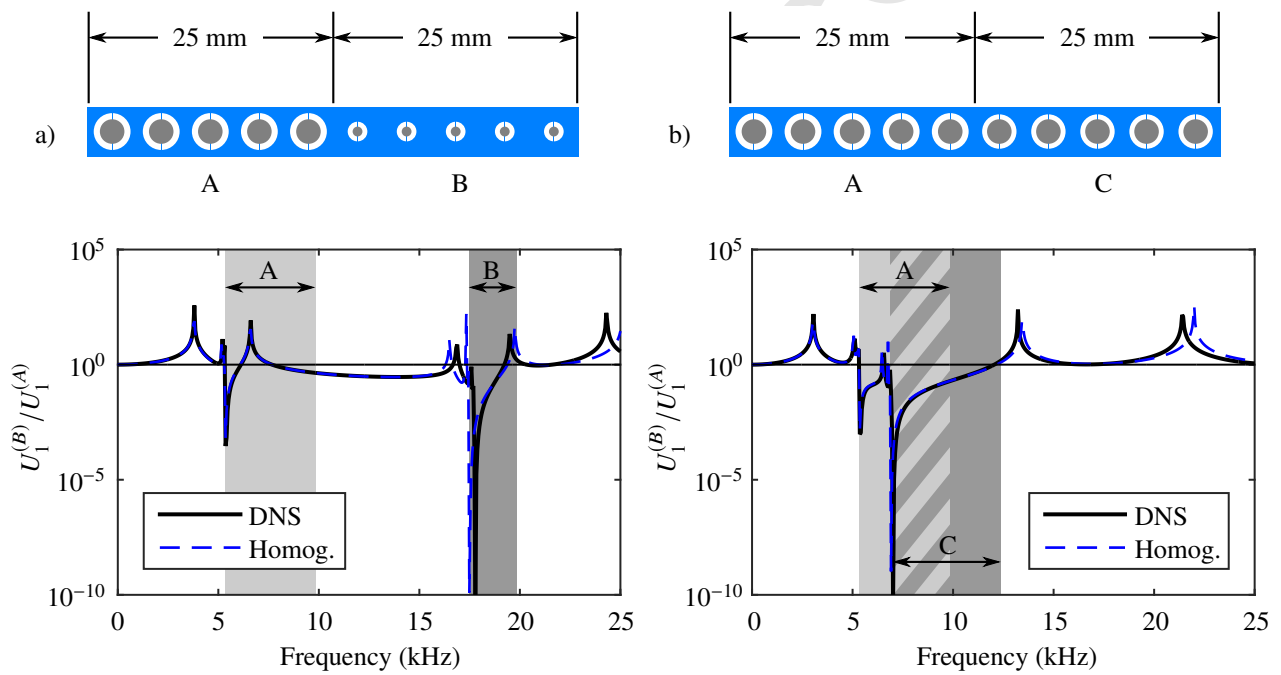 25 mm
25 mm
a)
A
B
25 mm
25 mm
b)
A
C
10^5
10^0
10^-5
10^-10
U_1^(B)/U_1^(A)
A
B
DNS
Homog.
0
5
10
15
20
25
Frequency (kHz)
10^5
10^0
10^-5
10^-10
U_1^(B)/U_1^(A)
A
C
DNS
Homog.
0
5
10
15
20
25
Frequency (kHz)